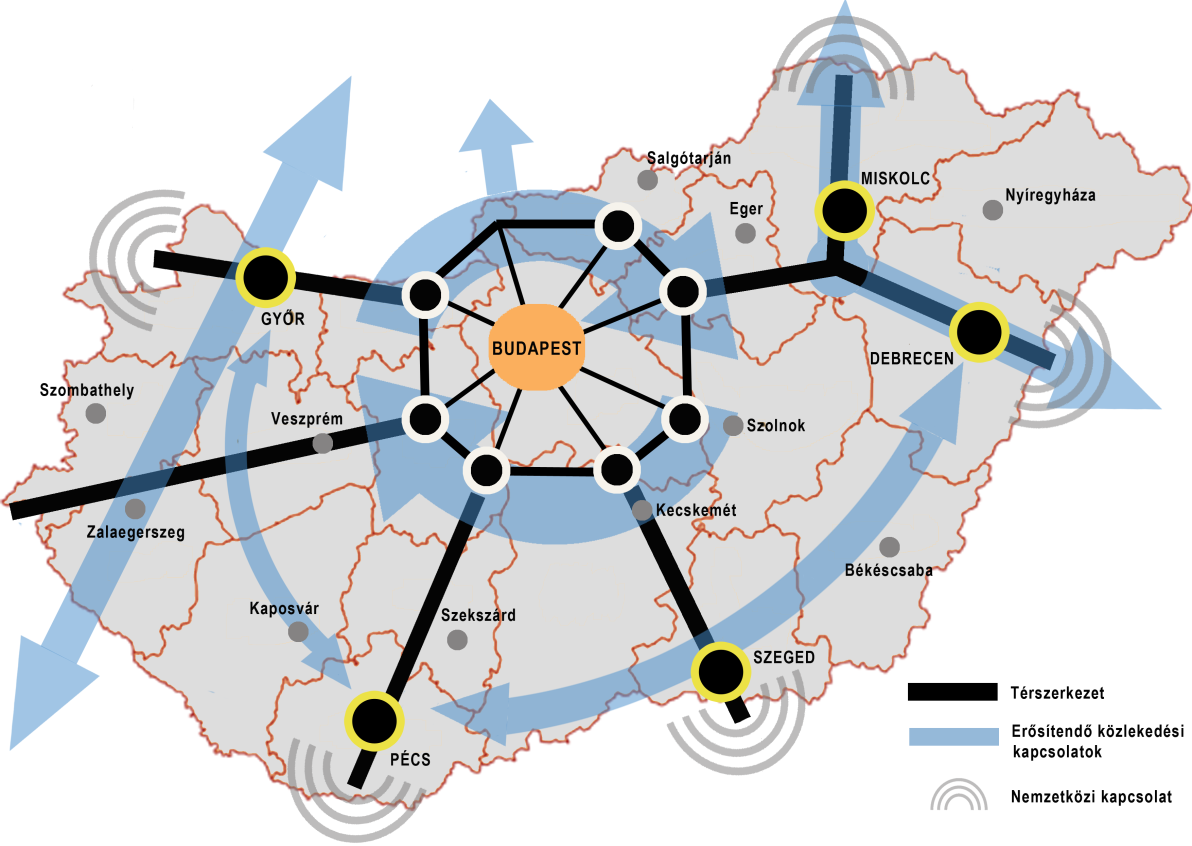 Salgótarján
MISKOLC
Nyíregyháza
Eger
GYŐR
BUDAPEST
DEBRECEN
Szombathely
Veszprém
Szolnok
Kecskemét
Zalaegerszeg
Békéscsaba
Kaposvár
Szekszárd
SZEGED
PÉCS
Térszerkezet
Erősítendő közlekedési
kapcsolatok
Nemzetközi kapcsolat